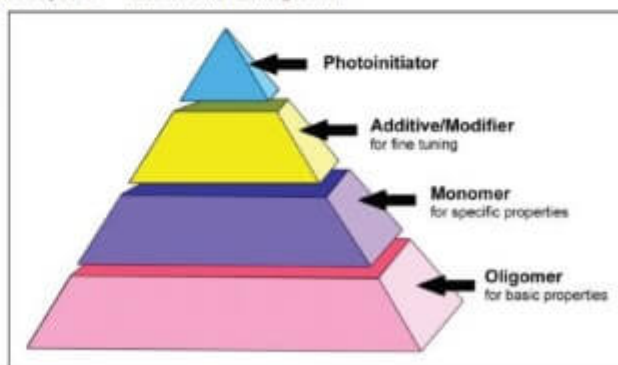 Photoinitiator
Additive/Modifier
for fine tuning
Monomer
for specific properties
Oligomer
for basic properties